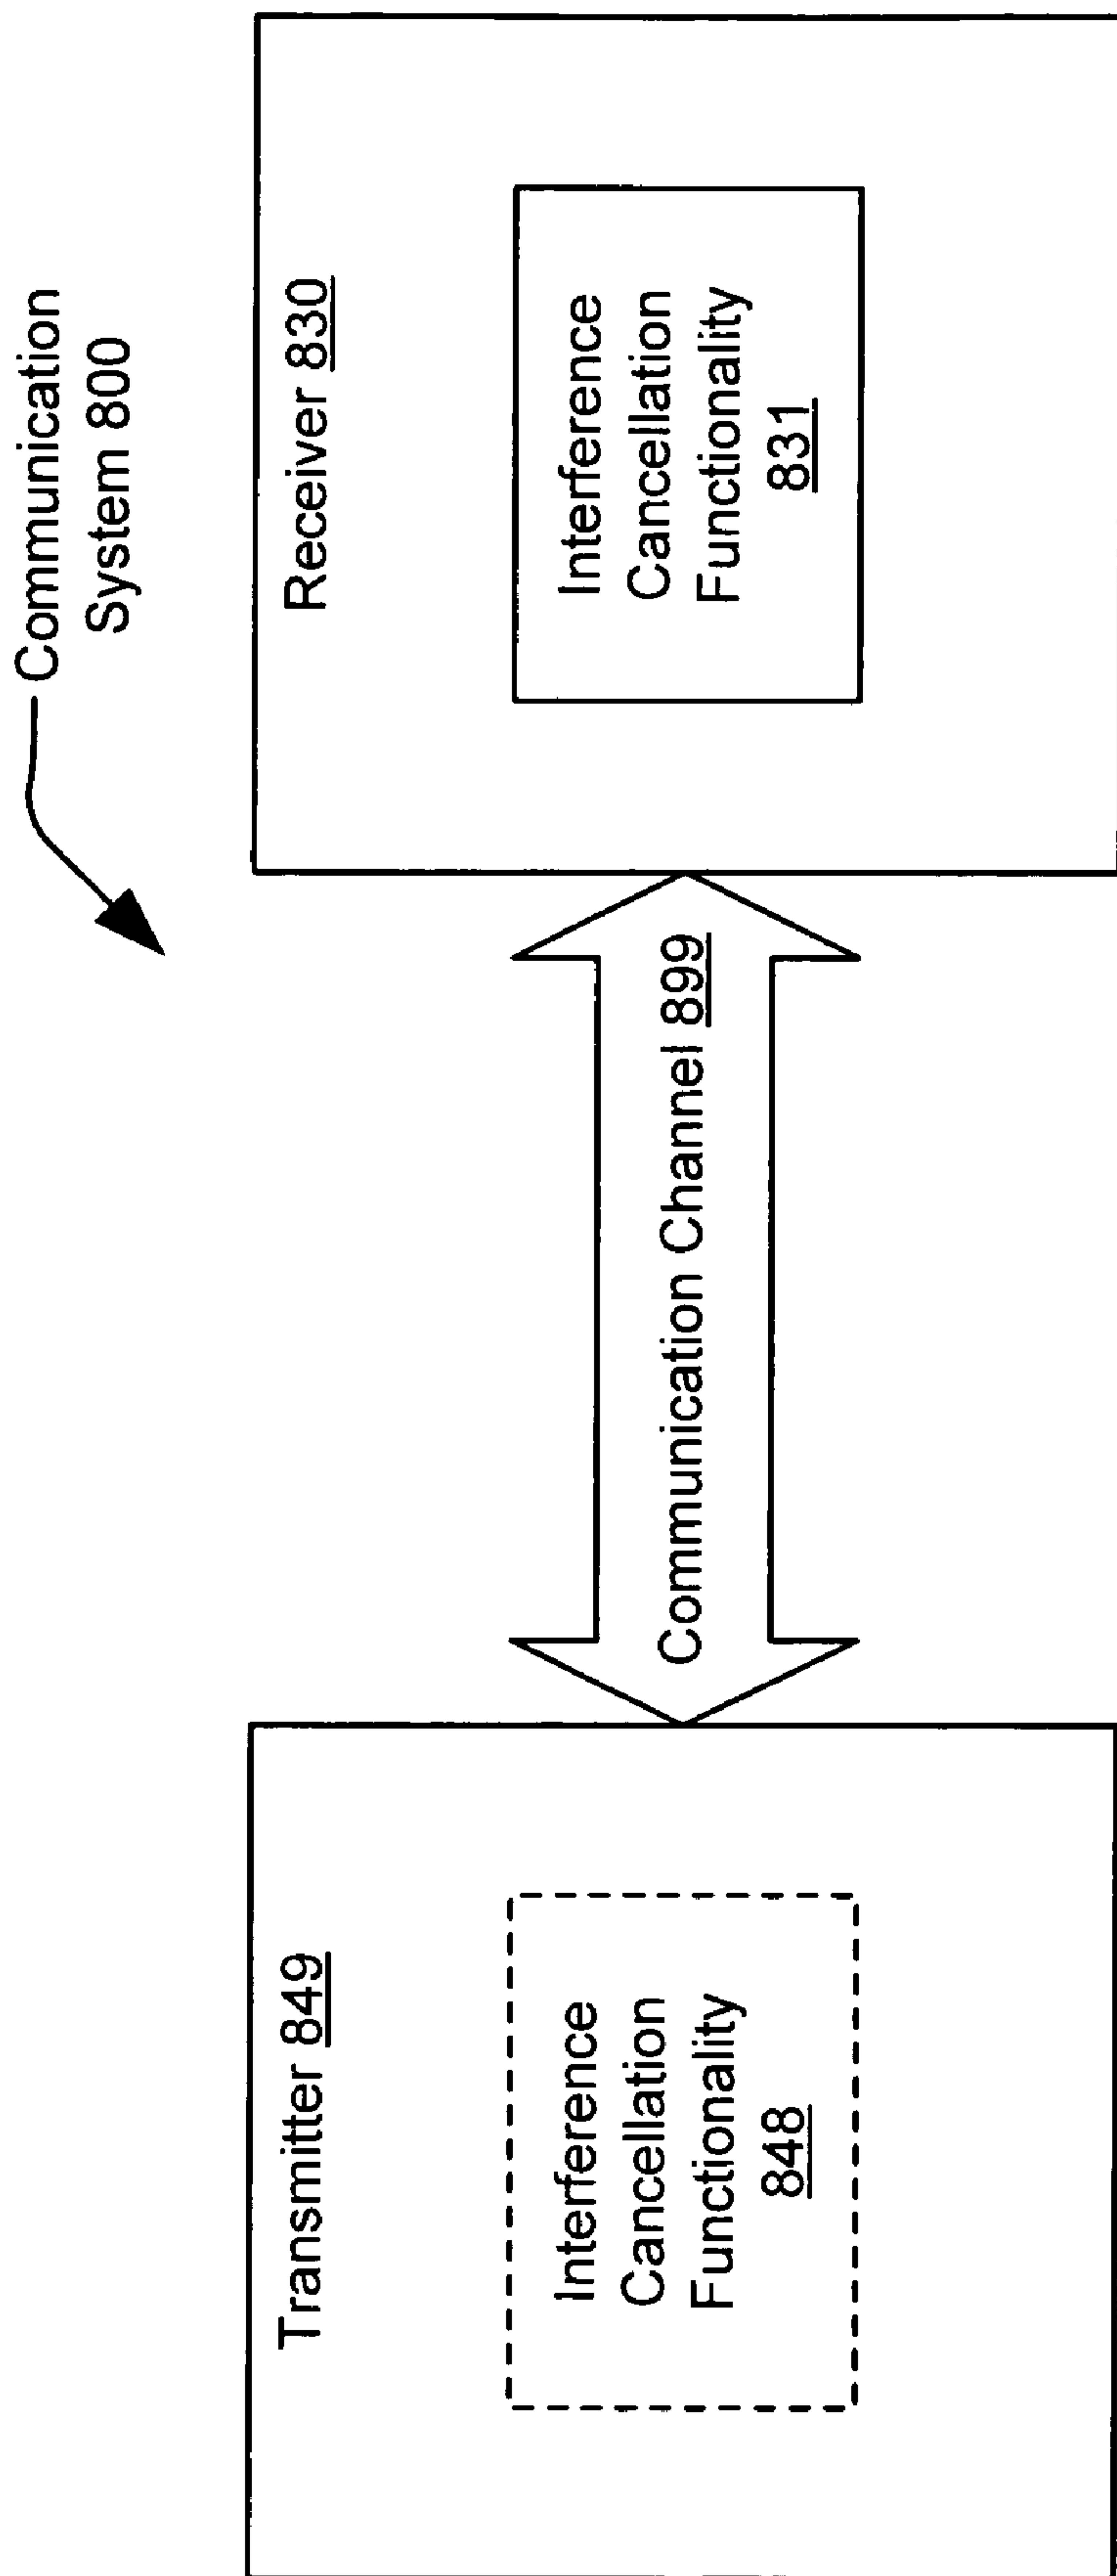 Communication
System 800
Transmitter 849
Interference
Cancellation
Functionality
848
Communication Channel 899
Receiver 830
Interference
Cancellation
Functionality
831